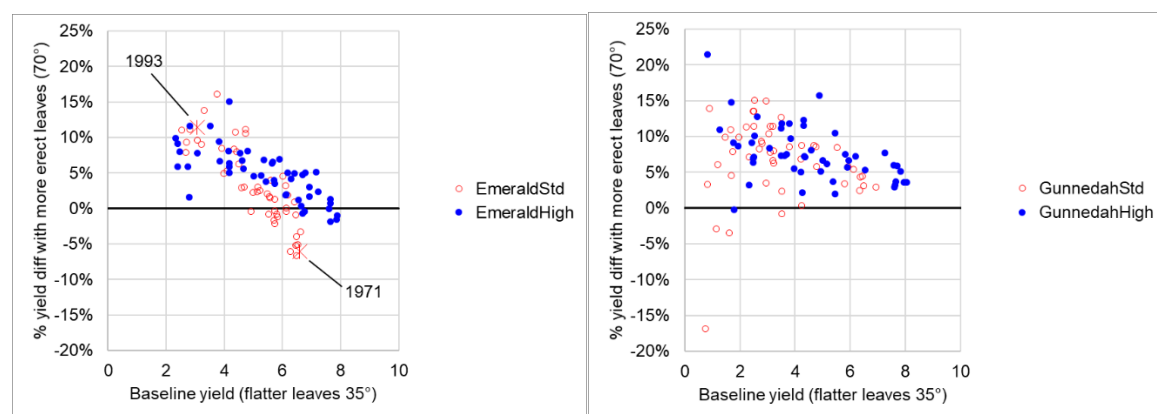 25%
20%
15%
10%
5%
0%
-5%
-10%
-15%
-20%
% yield diff with more erect leaves (70°)
1993
1971
0 2 4 6 8 10
Baseline yield (flatter leaves 35°)
EmeraldStd
EmeraldHigh
25%
20%
15%
10%
5%
0%
-5%
-10%
-15%
-20%
% yield diff with more erect leaves (70°)
0 2 4 6 8 10
Baseline yield (flatter leaves 35°)
GunnedahStd
GunnedahHigh